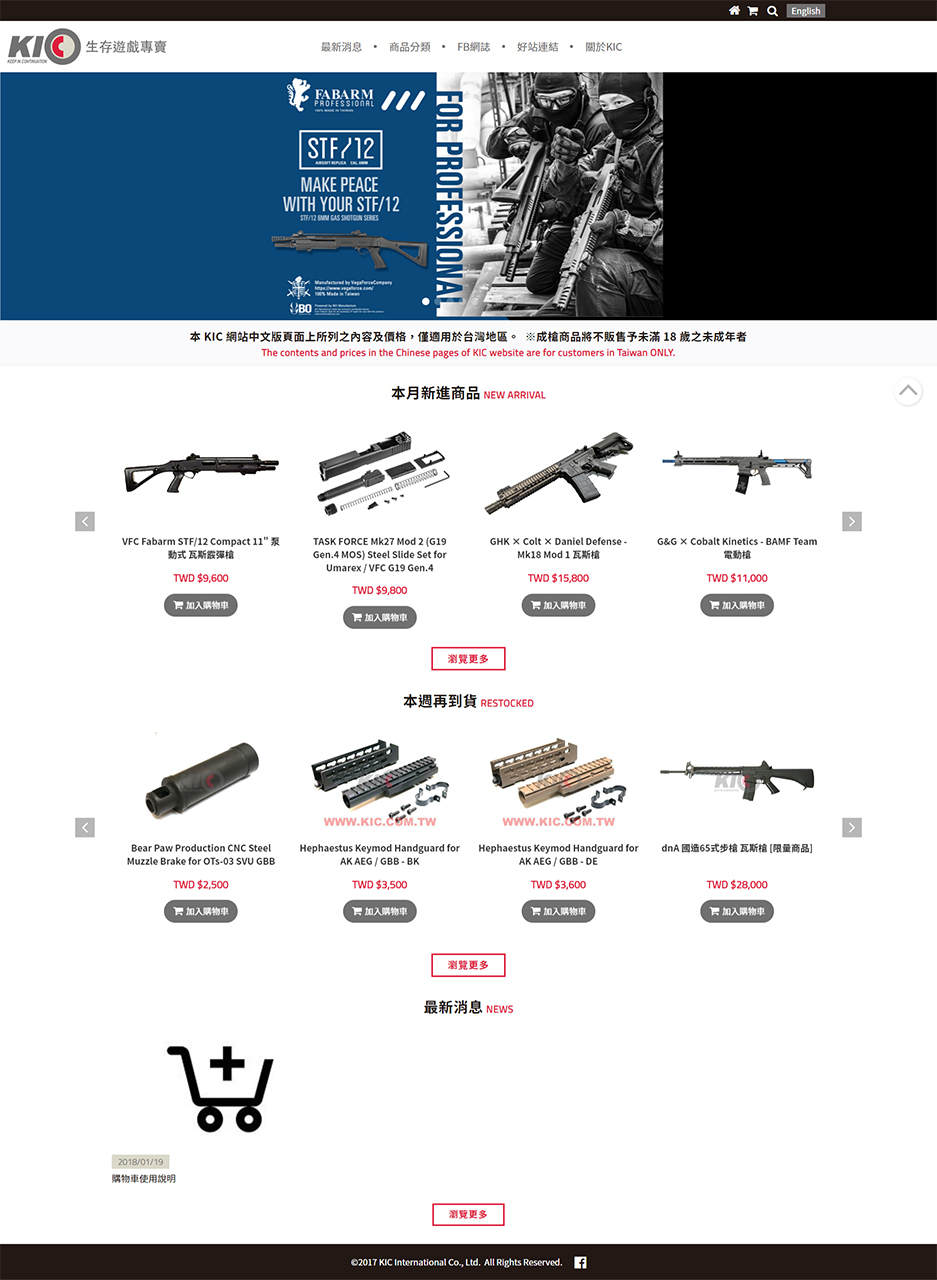 English
KIC
KEEP IN CONTINUATION
生存遊戲專賣
最新消息 • 商品分類 • FB網誌 • 好站連結 • 關於KIC
FABARM
PROFESSIONAL
100% MADE IN TAIWAN
STF/12
AIRSOFT REPLICA CAL.6MM
MAKE PEACE
WITH YOUR STF/12
STF/12 6MM GAS SHOTGUN SERIES
FOR PROFESSIONAL
Manufactured by VegaForceCompany
https://www.vegaforce.com/
100% Made in Taiwan
本 KIC 網站中文版頁面上所列之內容及價格，僅適用於台灣地區。 ※成槍商品將不販售予未滿 18 歲之未成年者
The contents and prices in the Chinese pages of KIC website are for customers in Taiwan ONLY.
本月新進商品 NEW ARRIVAL
VFC Fabarm STF/12 Compact 11" 泵
動式 瓦斯霰彈槍
TWD $9,600
加入購物車
TASK FORCE Mk27 Mod 2 (G19
Gen.4 MOS) Steel Slide Set for
Umarex / VFC G19 Gen.4
TWD $9,800
加入購物車
GHK × Colt × Daniel Defense -
Mk18 Mod 1 瓦斯槍
TWD $15,800
加入購物車
G&G × Cobalt Kinetics - BAMF Team
電動槍
TWD $11,000
加入購物車
瀏覽更多
本週再到貨 RESTOCKED
KIC
Bear Paw Production CNC Steel
Muzzle Brake for OTs-03 SVU GBB
TWD $2,500
加入購物車
KIC
WWW.KIC.COM.TW
Hephaestus Keymod Handguard for
AK AEG / GBB - BK
TWD $3,500
加入購物車
KIC
WWW.KIC.COM.TW
Hephaestus Keymod Handguard for
AK AEG / GBB - DE
TWD $3,600
加入購物車
KIC
dnA 國造65式步槍 瓦斯槍 [限量商品]
TWD $28,000
加入購物車
瀏覽更多
最新消息 NEWS
2018/01/19
購物車使用說明
瀏覽更多
©2017 KIC International Co., Ltd. All Rights Reserved.